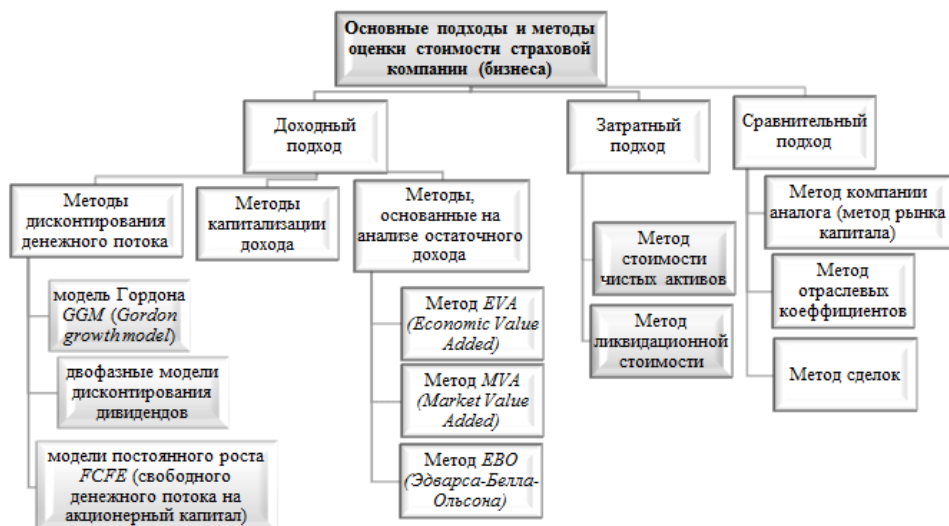 Основные подходы и методы
оценки стоимости страховой
компании (бизнеса)
Доходный
подход
Затратный
подход
Сравнительный
подход
Методы
дисконтирования
денежного потока
Методы
капитализации
дохода
Методы,
основанные на
анализе остаточного
дохода
модель Гордона
GGM (Gordon
growth model)
двофазные модели
дисконтирования
дивидендов
модели постоянного роста
FCFE (свободного
денежного потока на
акционерный капитал)
Метод EVA
(Economic Value
Added)
Метод MVA
(Market Value
Added)
Метод EBO
(Эдварса-Белла-
Ольсона)
Метод
стоимости
чистых активов
Метод
ликвидационной
стоимости
Метод компании
аналога (метод рынка
капитала)
Метод
отраслевых
коэффициентов
Метод сделок